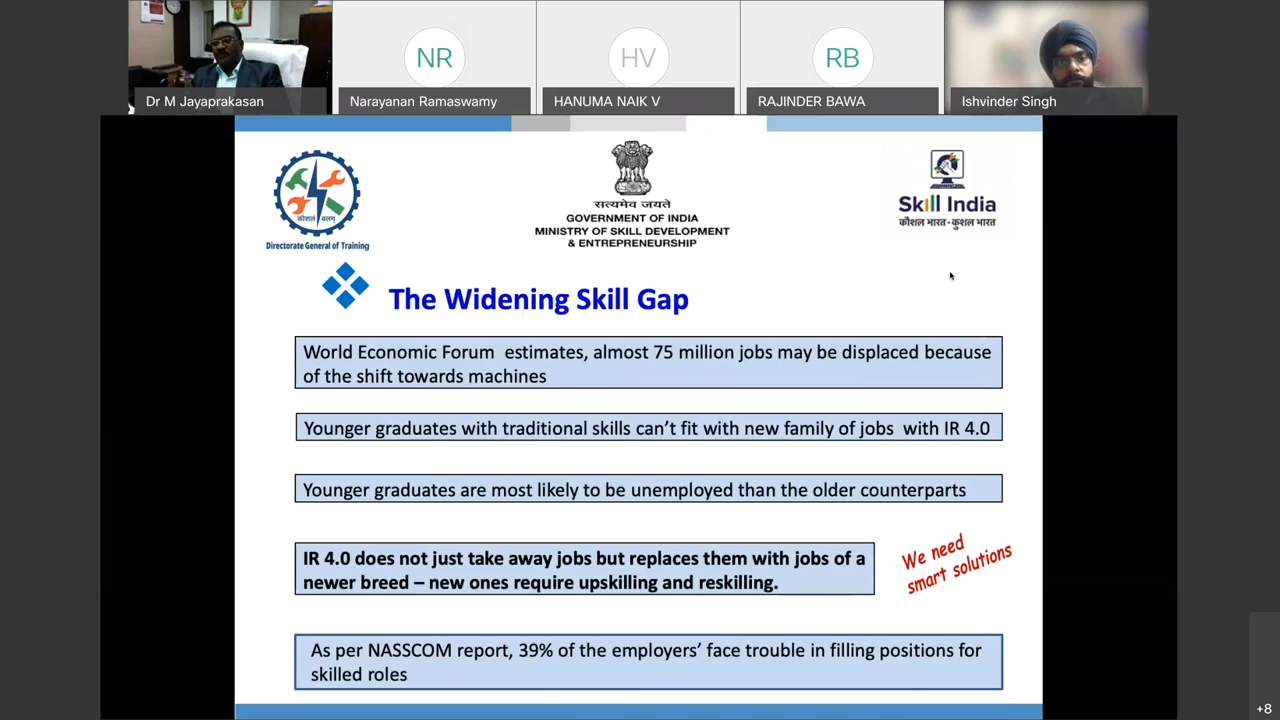 NR
HV
RB
Dr M Jayaprakasan
Narayanan Ramaswamy
HANUMA NAIK V
RAJINDER BAWA
Ishvinder Singh
कौशलं बलम्
Directorate General of Training
सत्यमेव जयते
GOVERNMENT OF INDIA
MINISTRY OF SKILL DEVELOPMENT
& ENTREPRENEURSHIP
Skill India
कौशल भारत-कुशल भारत
The Widening Skill Gap
World Economic Forum estimates, almost 75 million jobs may be displaced because
of the shift towards machines
Younger graduates with traditional skills can't fit with new family of jobs with IR 4.0
Younger graduates are most likely to be unemployed than the older counterparts
IR 4.0 does not just take away jobs but replaces them with jobs of a
newer breed – new ones require upskilling and reskilling.
We need
smart solutions
As per NASSCOM report, 39% of the employers' face trouble in filling positions for
skilled roles
+8